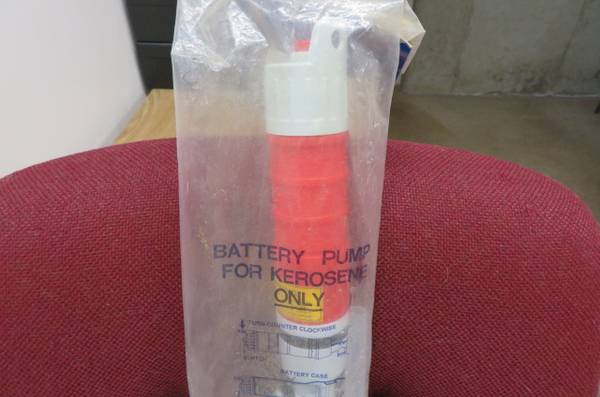 BATTERY PUMP
FOR KEROSENE
ONLY
TURN COUNTER CLOCKWISE
BATTERY CASE